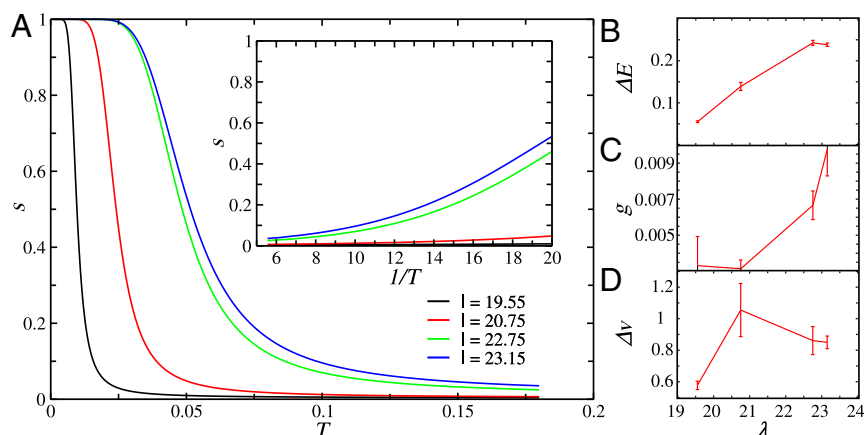 A
s
1
0.8
0.6
0.4
0.2
0
0 0.05 0.1 0.15 0.2
T
s
1
0.8
0.6
0.4
0.2
0
6 8 10 12 14 16 18 20
1/T
l = 19.55
l = 20.75
l = 22.75
l = 23.15
B
ΔE
0.2
0.1
C
g
0.009
0.007
0.005
D
Δv
1.2
1
0.8
0.6
19 20 21 22 23 24
λ